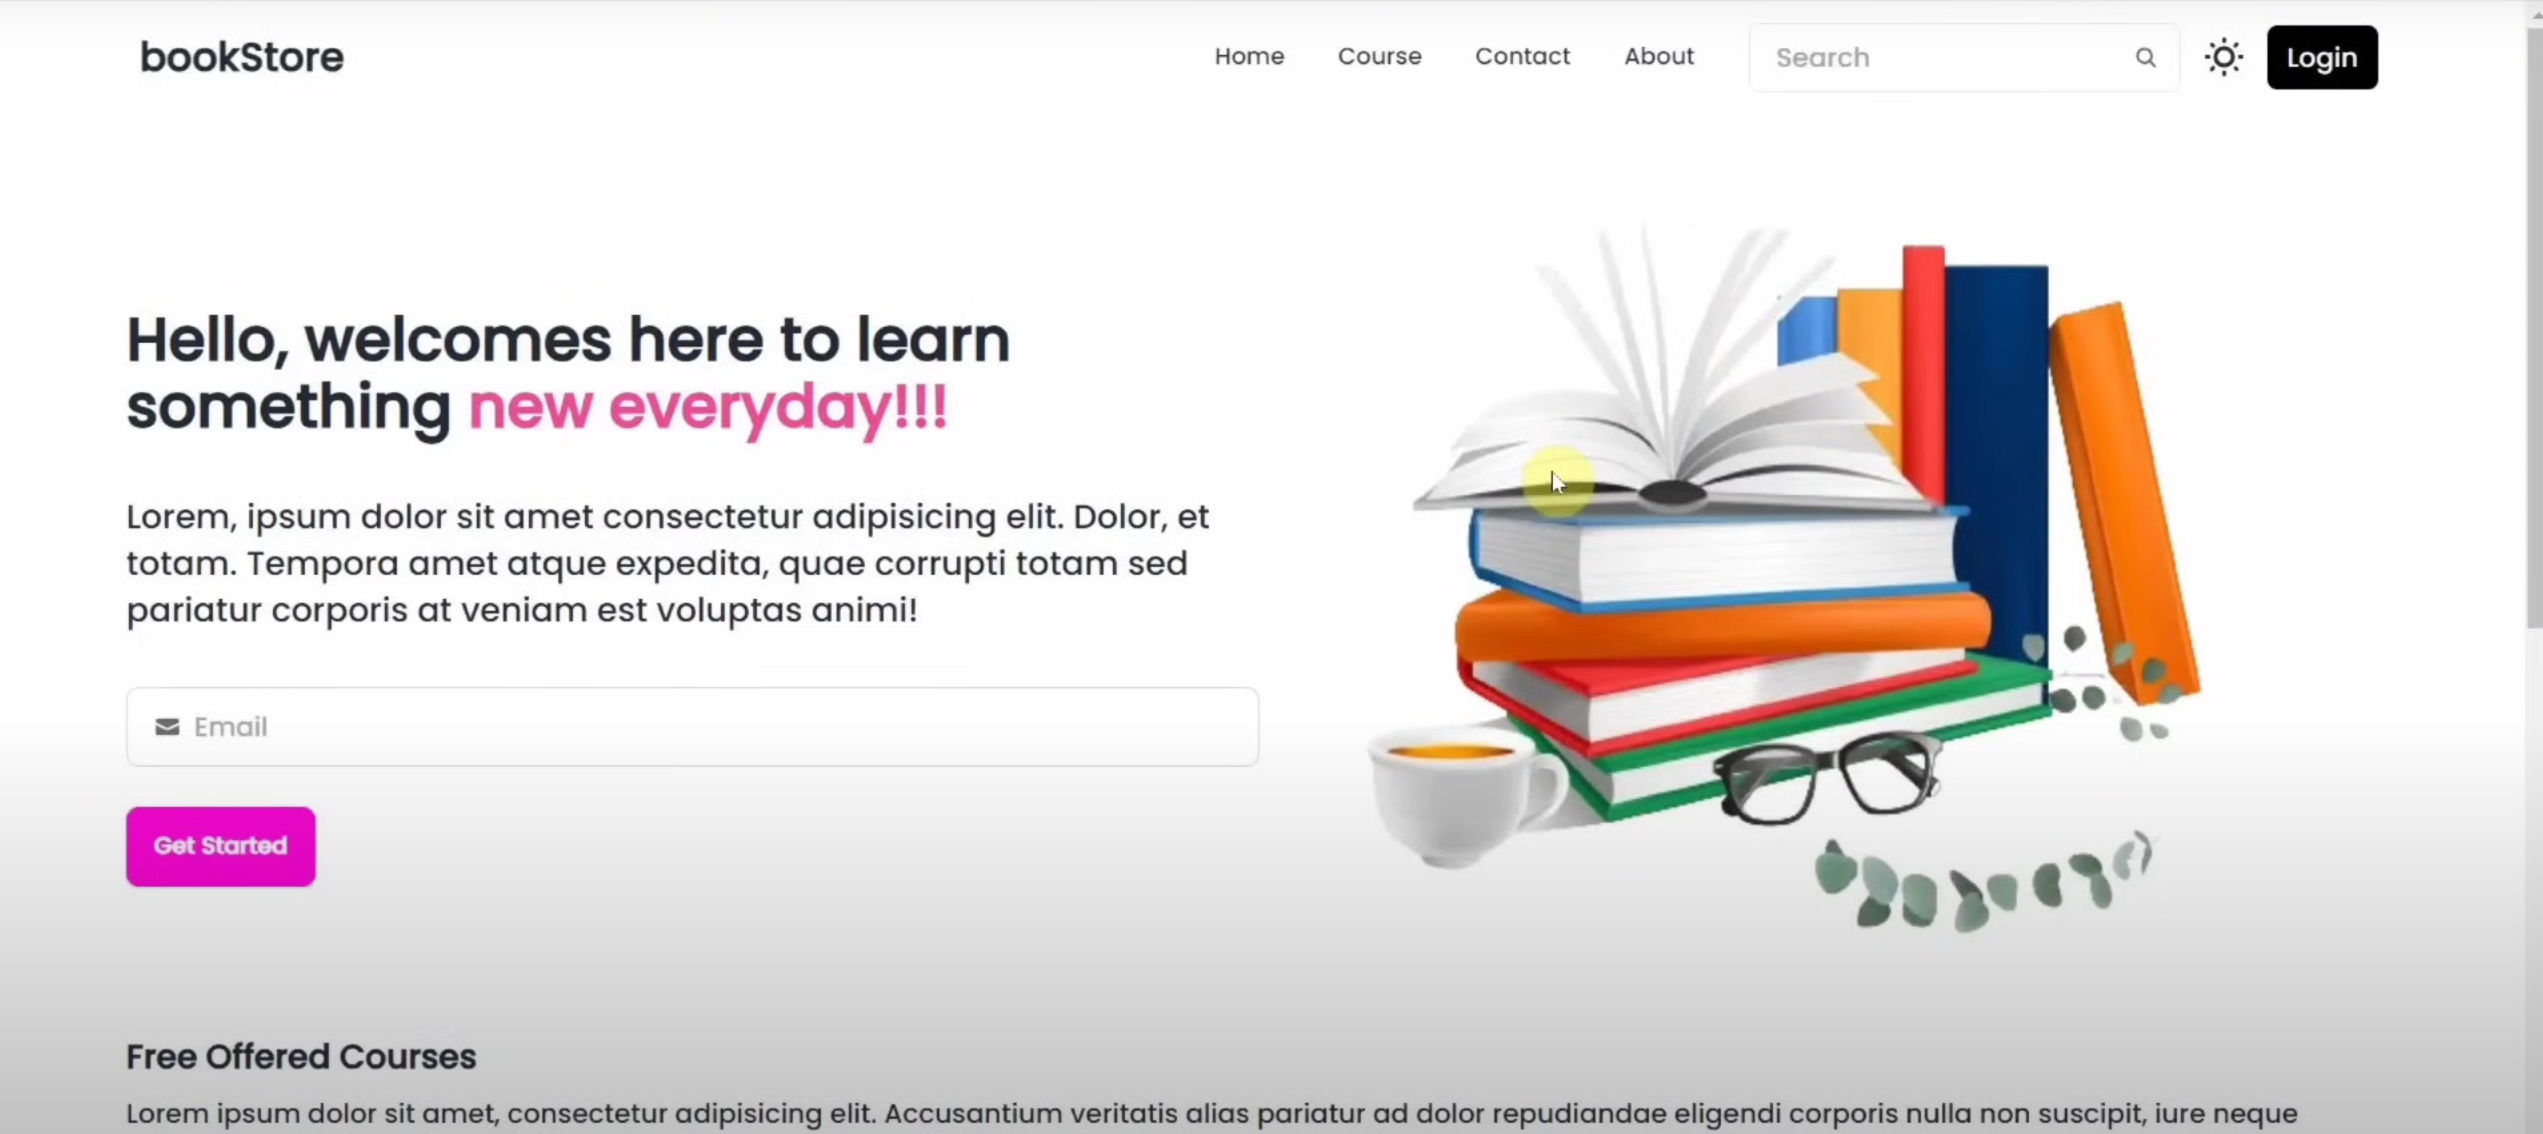 bookStore
Home
Course
Contact
About
Search
Login
Hello, welcomes here to learn
something new everyday!!!
Lorem, ipsum dolor sit amet consectetur adipisicing elit. Dolor, et
totam. Tempora amet atque expedita, quae corrupti totam sed
pariatur corporis at veniam est voluptas animi!
Email
Get Started
Free Offered Courses
Lorem ipsum dolor sit amet, consectetur adipisicing elit. Accusantium veritatis alias pariatur ad dolor repudiandae eligendi corporis nulla non suscipit, iure neque